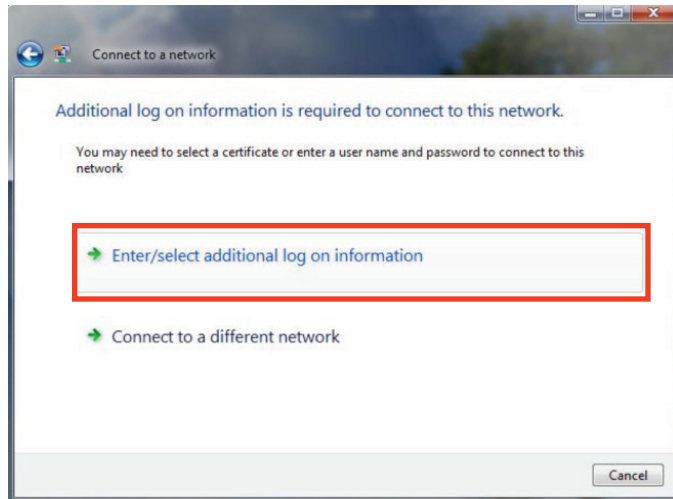 Connect to a network
Additional log on information is required to connect to this network.
You may need to select a certificate or enter a user name and password to connect to this
network
Enter/select additional log on information
Connect to a different network
Cancel